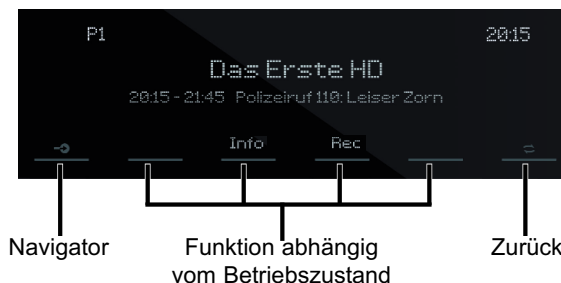 P1 20:15
Das Erste HD
20:15 - 21:45 Polizeiruf 110: Leiser Zorn
Info Rec
Navigator Funktion abhängig Zurück
vom Betriebszustand